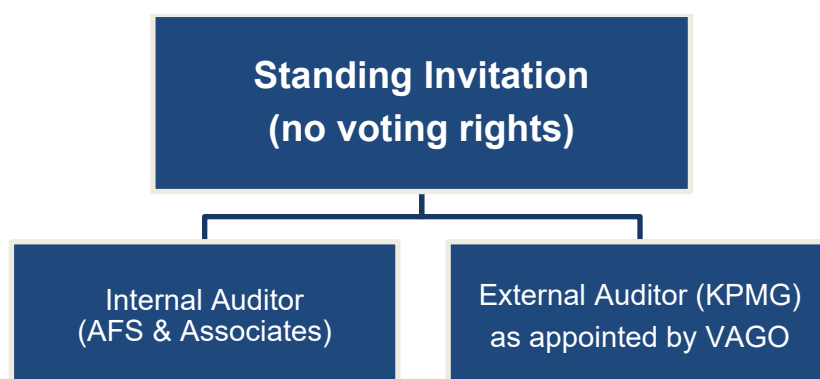 Standing Invitation
(no voting rights)
Internal Auditor
(AFS & Associates)
External Auditor (KPMG)
as appointed by VAGO